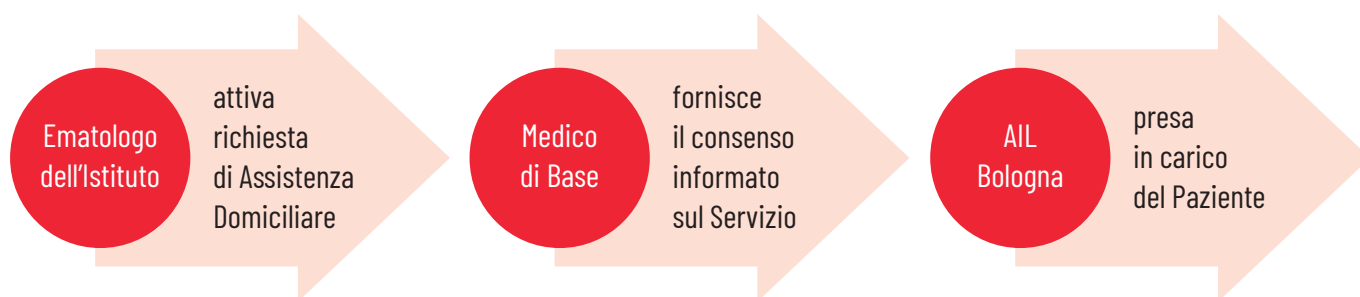 Ematologo
dell'Istituto
attiva
richiesta
di Assistenza
Domiciliare
Medico
di Base
fornisce
il consenso
informato
sul Servizio
AIL
Bologna
presa
in carico
del Paziente